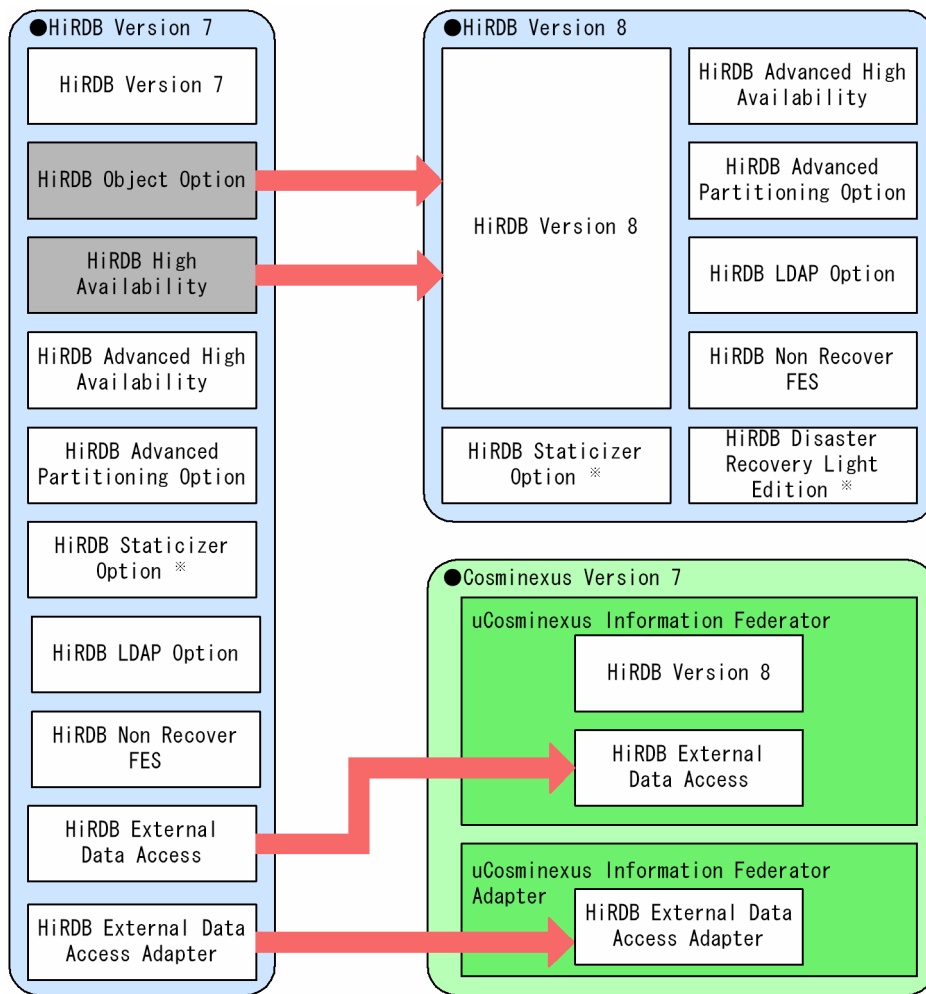 ●HiRDB Version 7
HiRDB Version 7
HiRDB Object Option
HiRDB High
Availability
HiRDB Advanced High
Availability
HiRDB Advanced
Partitioning Option
HiRDB Staticizer
Option ※
HiRDB LDAP Option
HiRDB Non Recover
FES
HiRDB External
Data Access
HiRDB External Data
Access Adapter
●HiRDB Version 8
HiRDB Version 8
HiRDB Advanced High
Availability
HiRDB Advanced
Partitioning Option
HiRDB LDAP Option
HiRDB Non Recover
FES
HiRDB Staticizer
Option ※
HiRDB Disaster
Recovery Light
Edition ※
●Cosminexus Version 7
uCosminexus Information Federator
HiRDB Version 8
HiRDB External
Data Access
uCosminexus Information Federator
Adapter
HiRDB External Data
Access Adapter